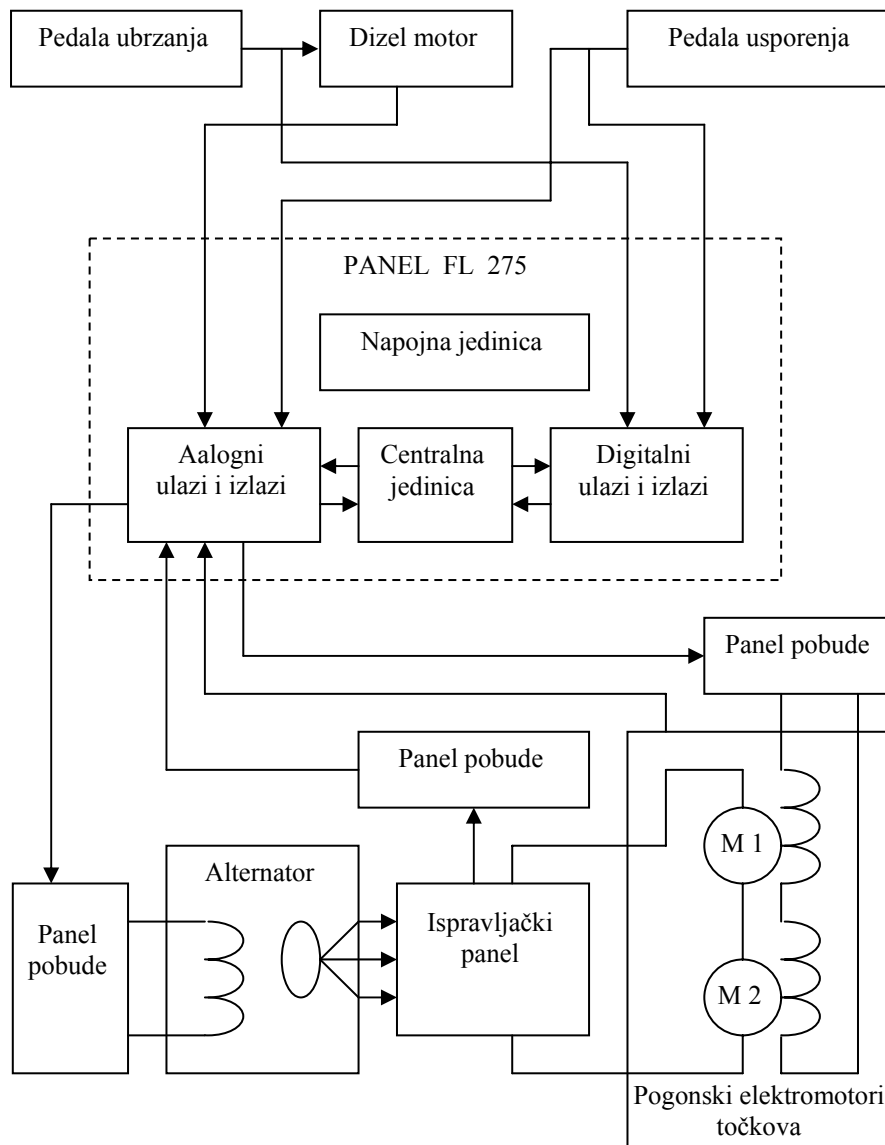 Pedala ubrzanja
Dizel motor
Pedala usporenja
PANEL FL 275
Napojna jedinica
Aalogni
ulazi i izlazi
Centralna
jedinica
Digitalni
ulazi i izlazi
Panel pobude
Panel pobude
Alternator
M 1
Panel
pobude
Ispravljački
panel
M 2
Pogonski elektromotori
točkova